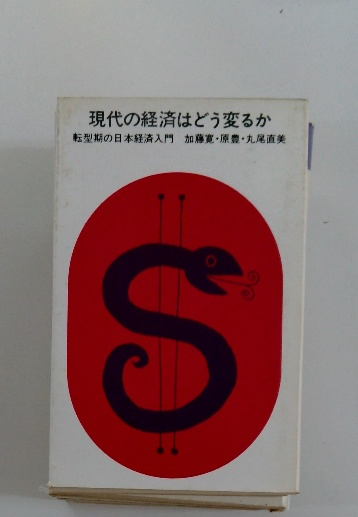 現代の経済はどう変るか
転型期の日本経済入門 加藤寛・原豊・丸尾直美